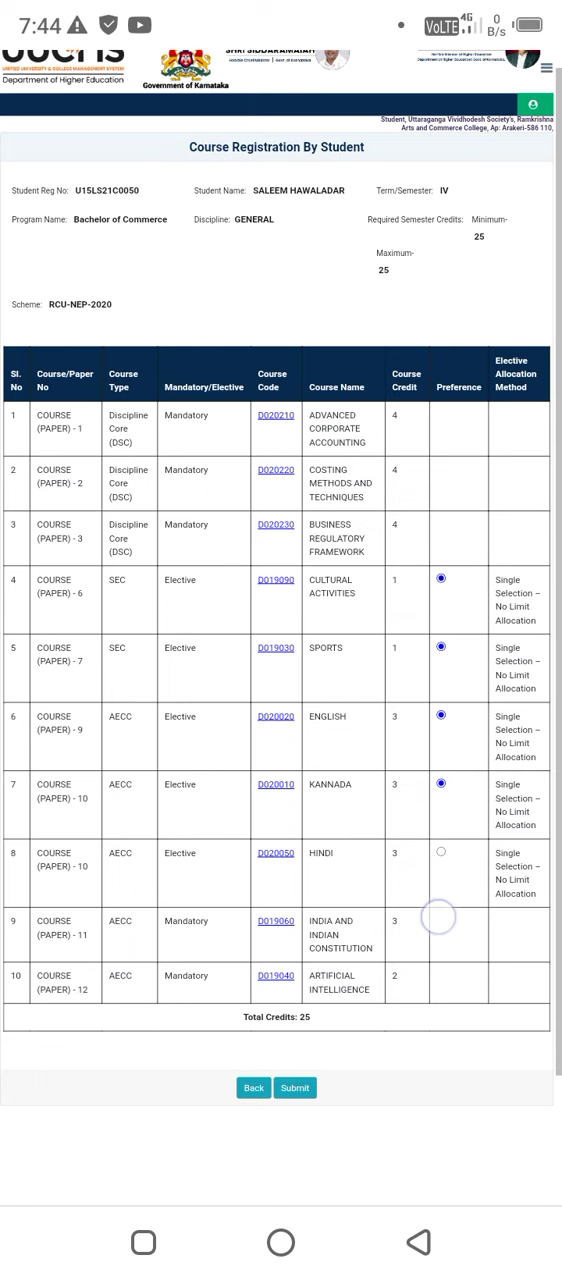 7:44
VoLTE 4G 0 B/s
UUCMS
UNITED UNIVERSITY & COLLEGE MANAGEMENT SYSTEM
Department of Higher Education
Government of Karnataka
SHRI SIDDARAMAIAH
Student, Uttaraganga Vividhodesh Society's, Ramkrishna
Arts and Commerce College, Ap: Arakeri-586 110,
Course Registration By Student
Student Reg No: U15LS21C0050 Student Name: SALEEM HAWALADAR Term/Semester: IV
Program Name: Bachelor of Commerce Discipline: GENERAL Required Semester Credits: Minimum-
25
Maximum-
25
Scheme: RCU-NEP-2020
Sl. No Course/Paper No Course Type Mandatory/Elective Course Code Course Name Course Credit Preference Elective Allocation Method
1 COURSE (PAPER) - 1 Discipline Core (DSC) Mandatory D020210 ADVANCED CORPORATE ACCOUNTING 4
2 COURSE (PAPER) - 2 Discipline Core (DSC) Mandatory D020220 COSTING METHODS AND TECHNIQUES 4
3 COURSE (PAPER) - 3 Discipline Core (DSC) Mandatory D020230 BUSINESS REGULATORY FRAMEWORK 4
4 COURSE (PAPER) - 6 SEC Elective D019090 CULTURAL ACTIVITIES 1 Single Selection – No Limit Allocation
5 COURSE (PAPER) - 7 SEC Elective D019030 SPORTS 1 Single Selection – No Limit Allocation
6 COURSE (PAPER) - 9 AECC Elective D020020 ENGLISH 3 Single Selection – No Limit Allocation
7 COURSE (PAPER) - 10 AECC Elective D020010 KANNADA 3 Single Selection – No Limit Allocation
8 COURSE (PAPER) - 10 AECC Elective D020050 HINDI 3 Single Selection – No Limit Allocation
9 COURSE (PAPER) - 11 AECC Mandatory D019060 INDIA AND INDIAN CONSTITUTION 3
10 COURSE (PAPER) - 12 AECC Mandatory D019040 ARTIFICIAL INTELLIGENCE 2
Total Credits: 25
Back Submit